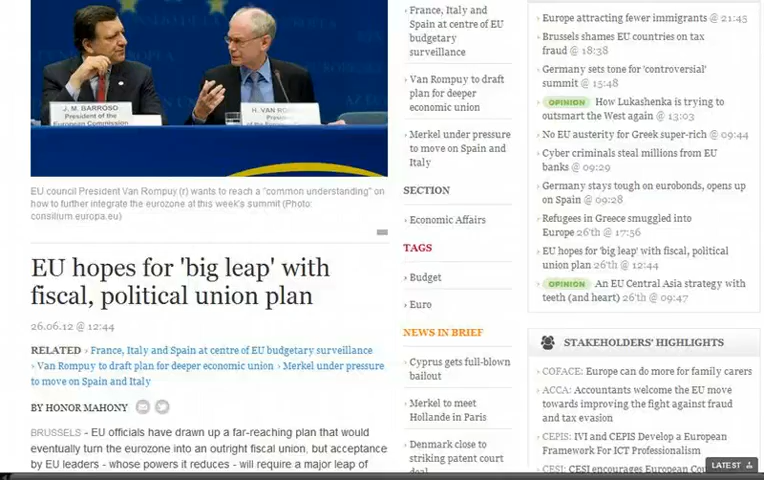 J. M. BARROSO
President of the
European Commission
H. VAN
President
EU council President Van Rompuy (r) wants to reach a "common understanding" on
how to further integrate the eurozone at this week's summit (Photo:
consilium.europa.eu)
EU hopes for 'big leap' with
fiscal, political union plan
26.06.12 @ 12:44
RELATED › France, Italy and Spain at centre of EU budgetary surveillance
› Van Rompuy to draft plan for deeper economic union › Merkel under pressure
to move on Spain and Italy
BY HONOR MAHONY
BRUSSELS - EU officials have drawn up a far-reaching plan that would
eventually turn the eurozone into an outright fiscal union, but acceptance
by EU leaders - whose powers it reduces - will require a major leap of
› France, Italy and
Spain at centre of EU
budgetary
surveillance
› Van Rompuy to draft
plan for deeper
economic union
› Merkel under pressure
to move on Spain and
Italy
SECTION
› Economic Affairs
TAGS
› Budget
› Euro
NEWS IN BRIEF
› Cyprus gets full-blown
bailout
› Merkel to meet
Hollande in Paris
› Denmark close to
striking patent court
deal
› Europe attracting fewer immigrants @ 21:45
› Brussels shames EU countries on tax
fraud @ 18:38
› Germany sets tone for 'controversial'
summit @ 15:48
› OPINION How Lukashenka is trying to
outsmart the West again @ 13:03
› No EU austerity for Greek super-rich @ 09:44
› Cyber criminals steal millions from EU
banks @ 09:29
› Germany stays tough on eurobonds, opens up
on Spain @ 09:28
› Refugees in Greece smuggled into
Europe 26'th @ 17:56
› EU hopes for 'big leap' with fiscal, political
union plan 26'th @ 12:44
› OPINION An EU Central Asia strategy with
teeth (and heart) 26'th @ 09:47
STAKEHOLDERS' HIGHLIGHTS
› COFACE: Europe can do more for family carers
› ACCA: Accountants welcome the EU move
towards improving the fight against fraud
and tax evasion
› CEPIS: IVI and CEPIS Develop a European
Framework For ICT Professionalism
› CESI: CESI encourages European
LATEST